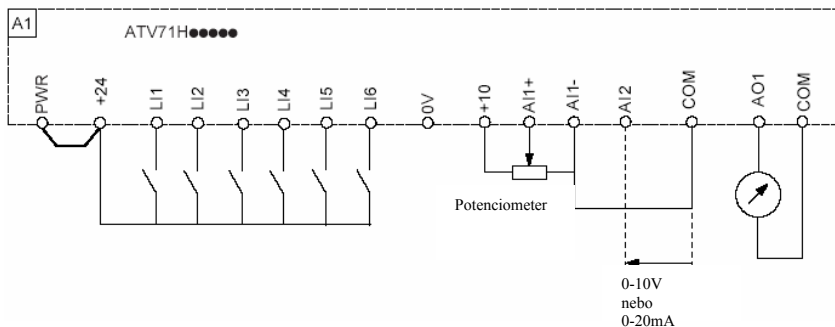 A1
ATV71H●●●●●
PWR
+24
LI1
LI2
LI3
LI4
LI5
LI6
0V
+10
AI1+
AI1-
AI2
COM
AO1
COM
Potenciometer
0-10V
nebo
0-20mA